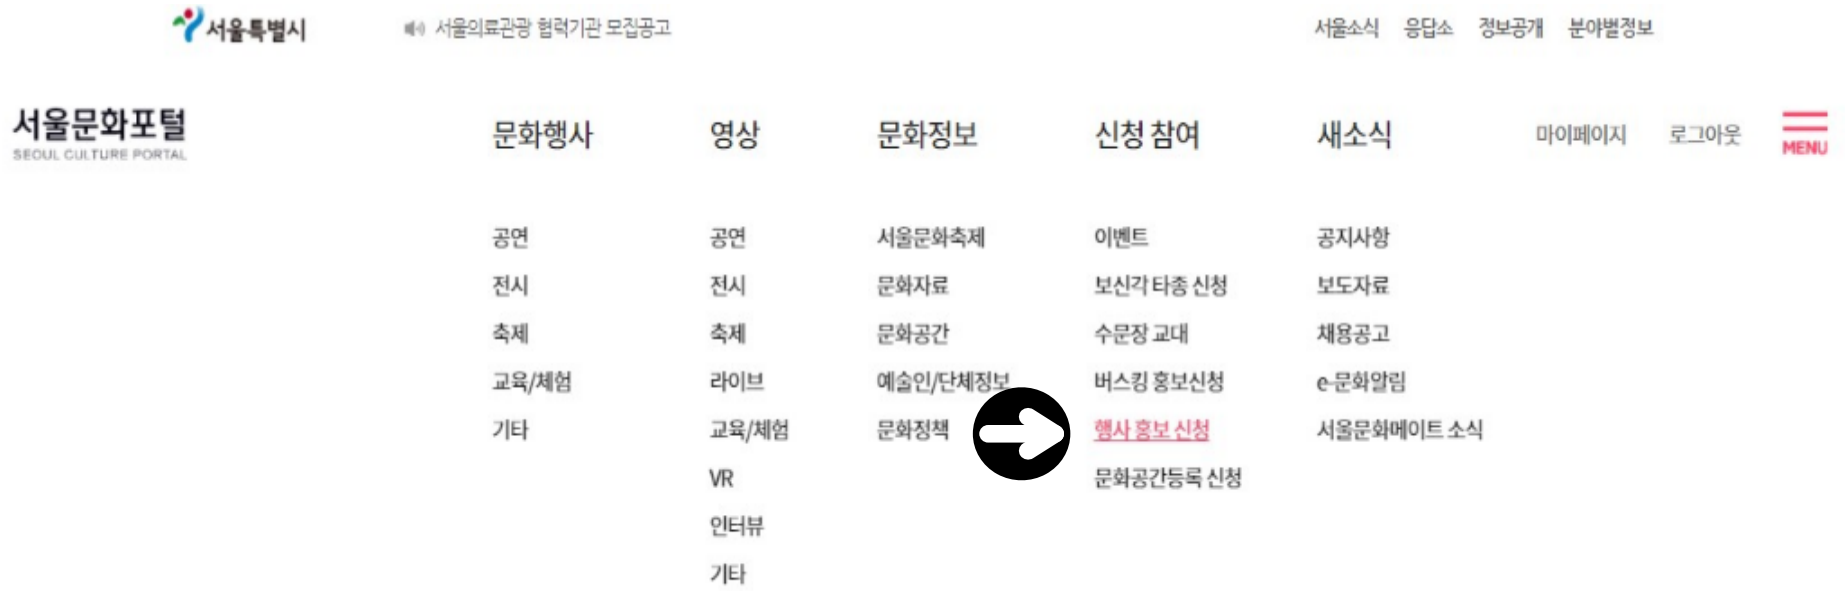 서울특별시
서울의료관광 협력기관 모집공고
서울소식 응답소 정보공개 분야별정보
서울문화포털
SEOUL CULTURE PORTAL
문화행사 영상 문화정보 신청 참여 새소식 마이페이지 로그아웃
MENU
공연 공연 서울문화축제 이벤트 공지사항
전시 전시 문화자료 보신각 타종 신청 보도자료
축제 축제 문화공간 수문장 교대 채용공고
교육/체험 라이브 예술인/단체정보 버스킹 홍보신청 e-문화알림
기타 교육/체험 문화정책 행사 홍보 신청 서울문화메이트 소식
VR 문화공간등록 신청
인터뷰
기타